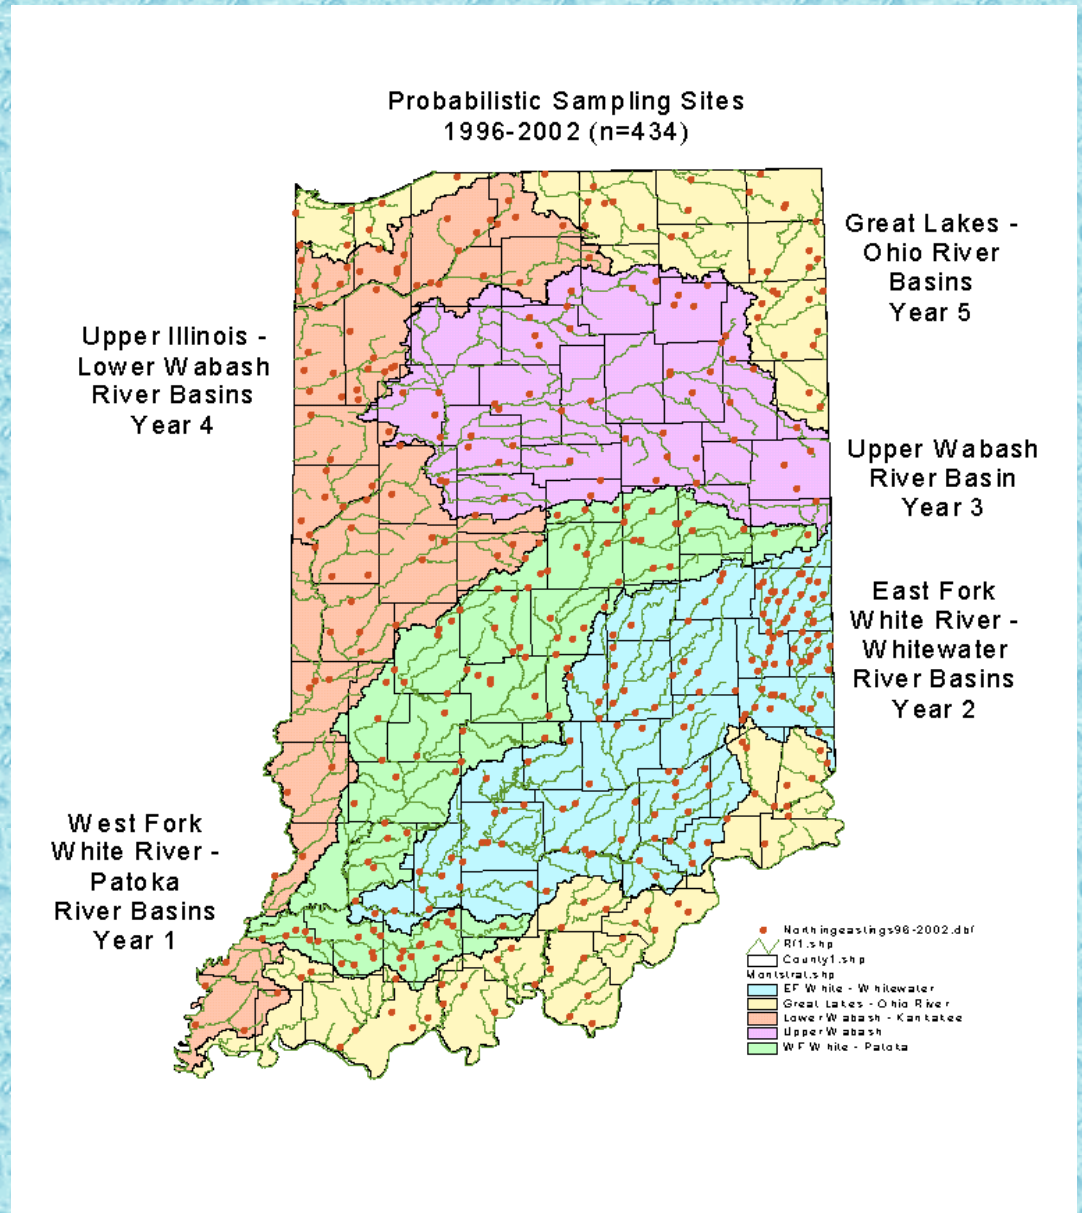 Probabilistic Sampling Sites
1996-2002 (n=434)
Great Lakes -
Ohio River
Basins
Year 5
Upper Illinois -
Lower Wabash
River Basins
Year 4
Upper Wabash
River Basin
Year 3
East Fork
White River -
Whitewater
River Basins
Year 2
West Fork
White River -
Patoka
River Basins
Year 1
Northingeastings96-2002.dbf
Rf1.shp
County1.shp
Montstrat.shp
EF White - Whitewater
Great Lakes - Ohio River
Lower Wabash - Kankakee
Upper Wabash
WF White - Patoka